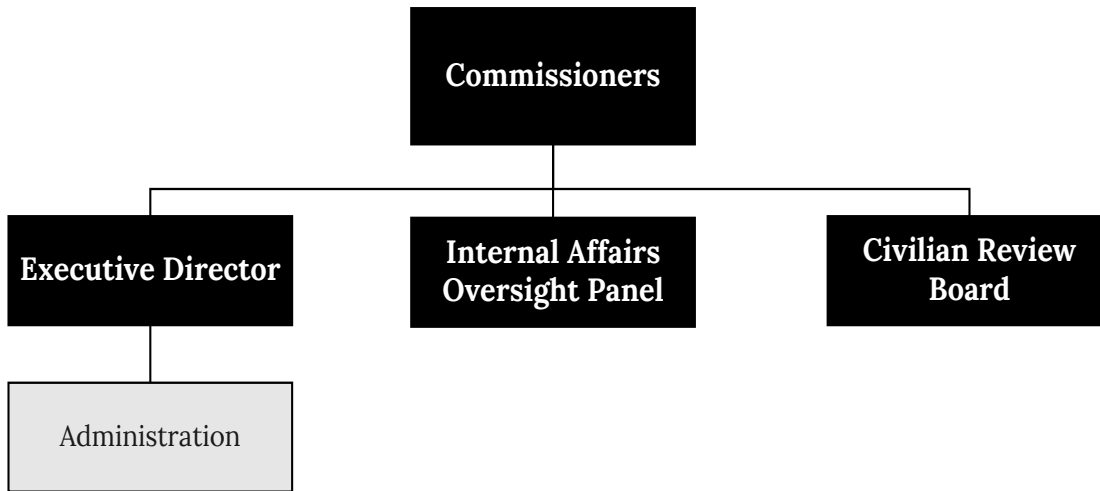 Commissioners
Executive Director
Internal Affairs
Oversight Panel
Civilian Review
Board
Administration